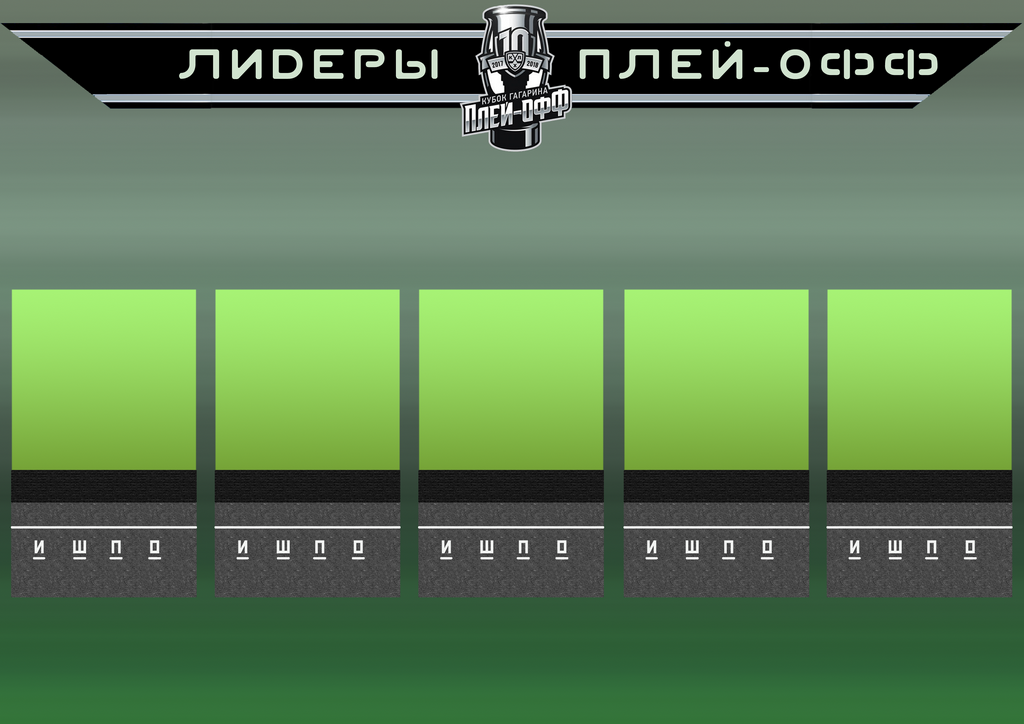 ЛИДЕРЫ ПЛЕЙ-ОФФ
10
2017 2018
КУБОК ГАГАРИНА
ПЛЕЙ-ОФФ
И Ш П О
И Ш П О
И Ш П О
И Ш П О
И Ш П О